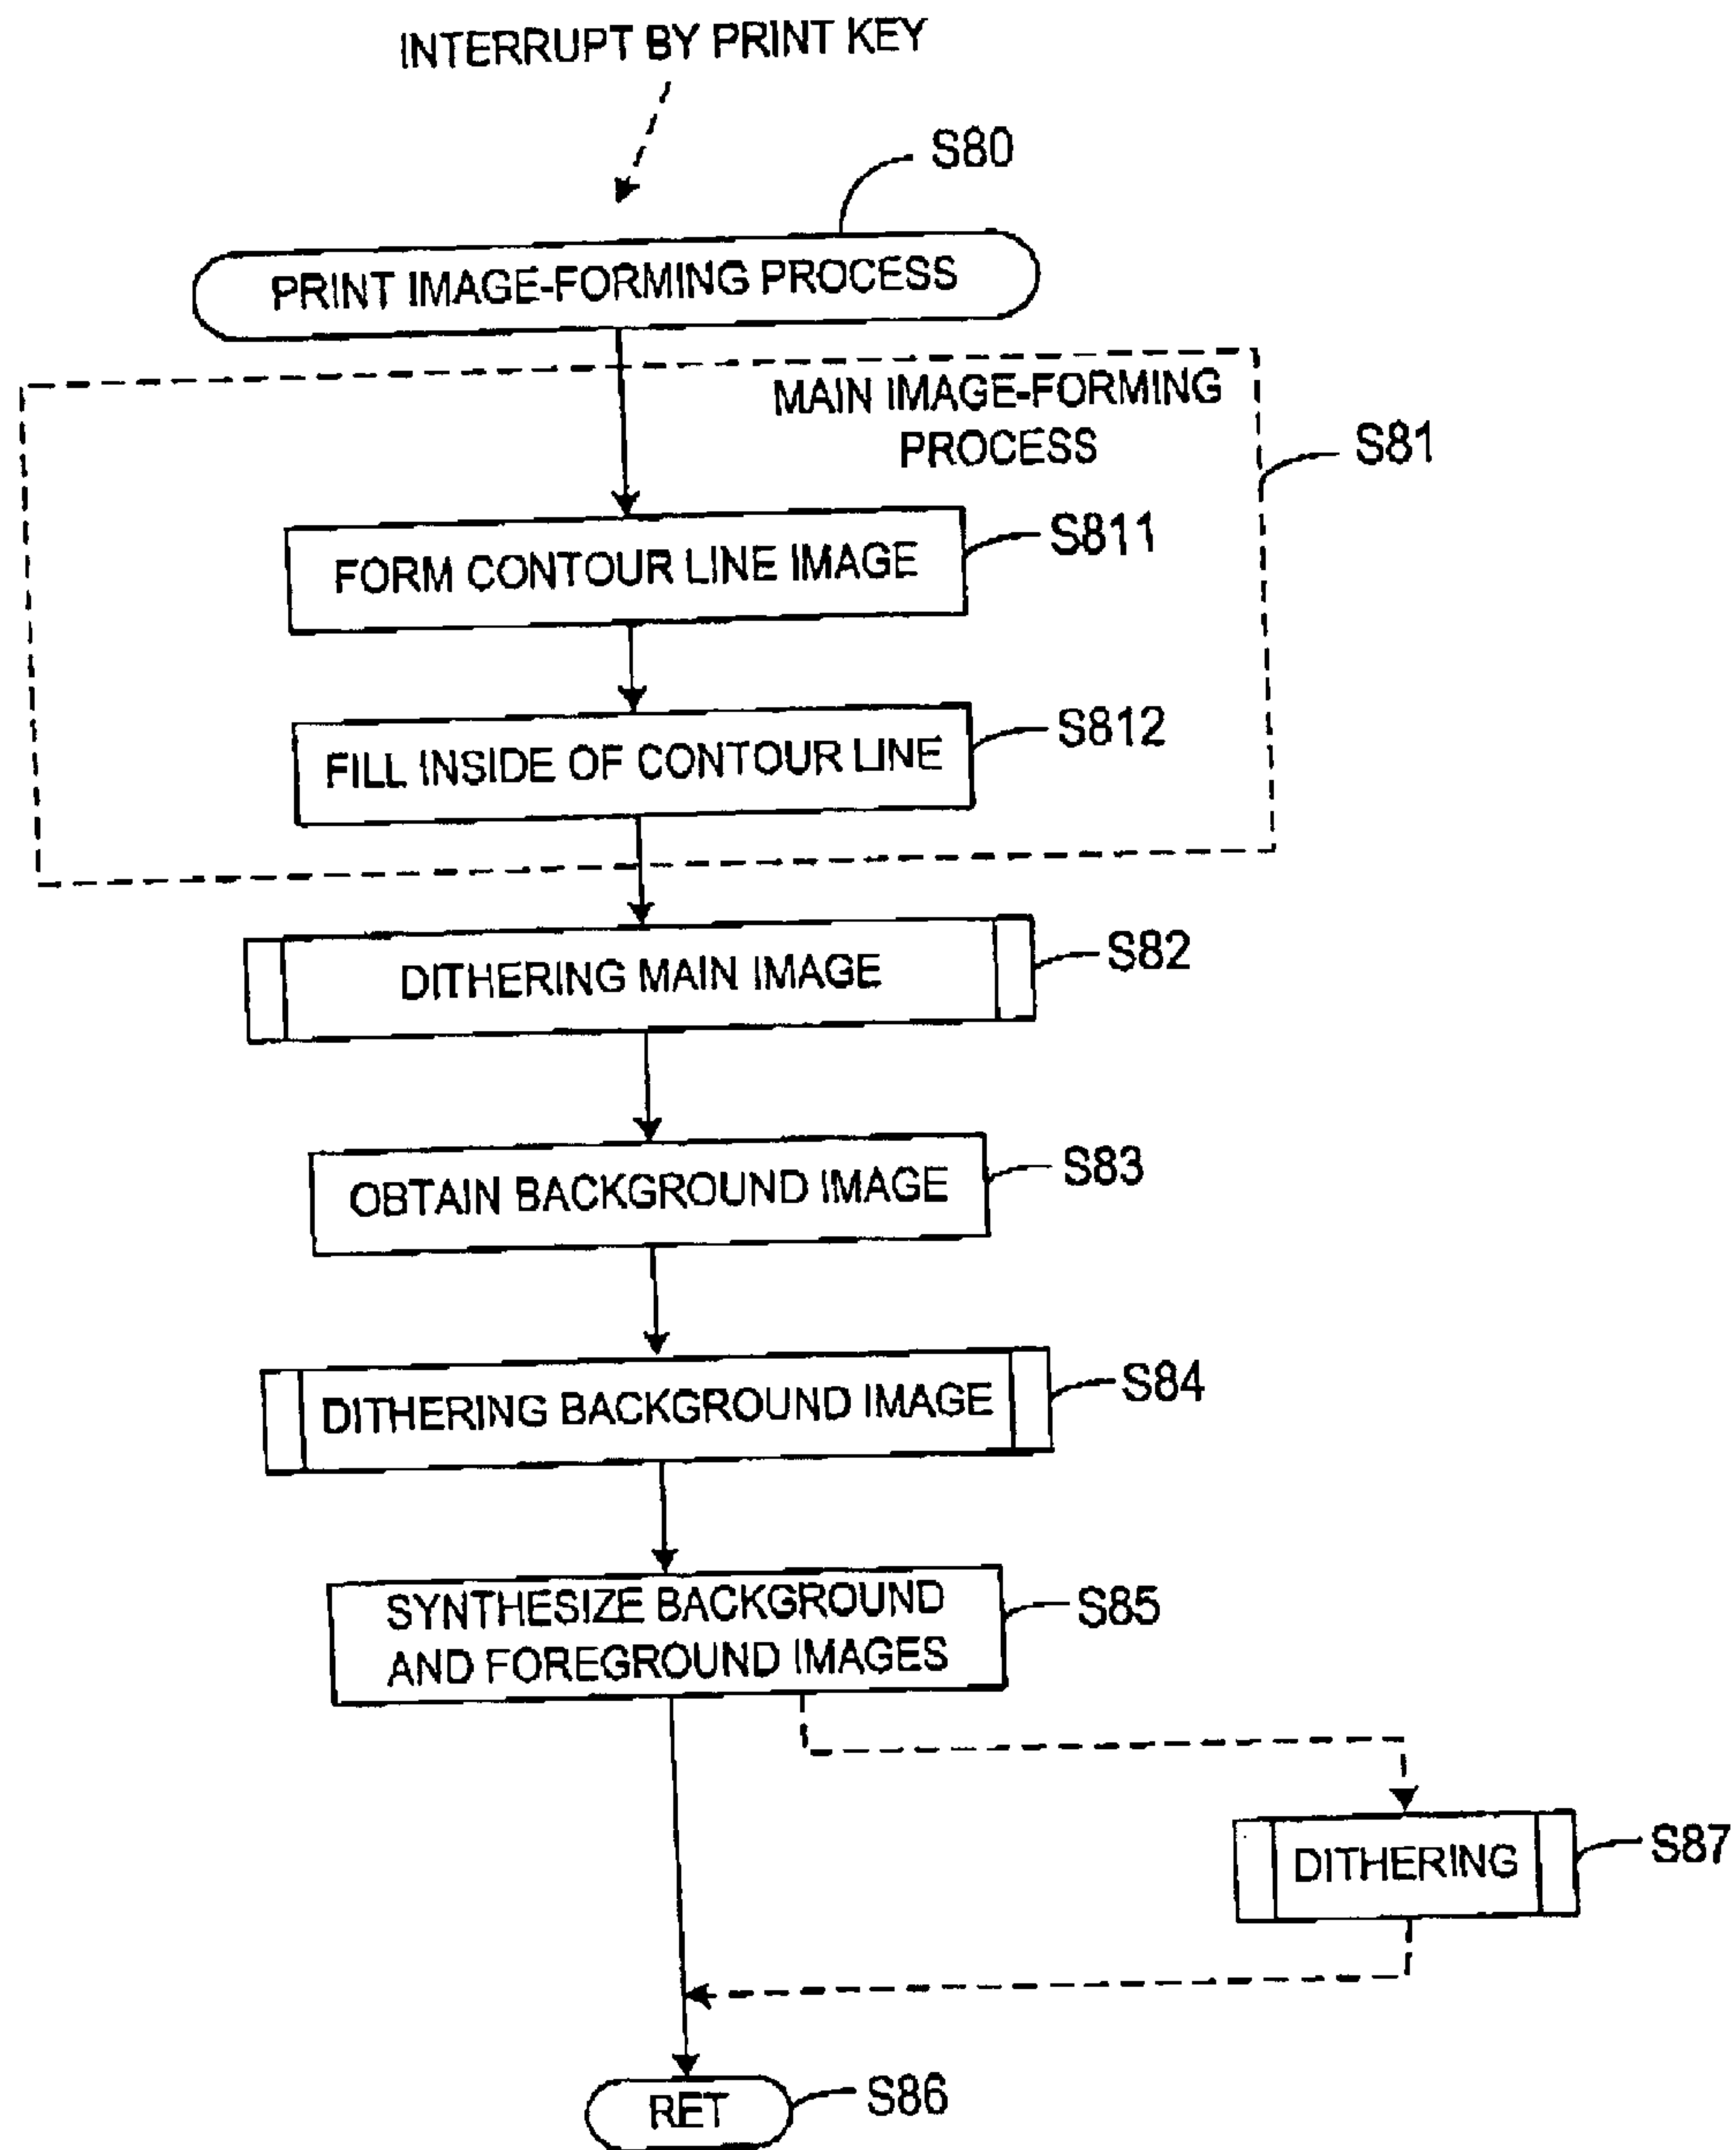 INTERRUPT BY PRINT KEY
S80
PRINT IMAGE-FORMING PROCESS
MAIN IMAGE-FORMING
PROCESS
S81
FORM CONTOUR LINE IMAGE
S811
FILL INSIDE OF CONTOUR LINE
S812
DITHERING MAIN IMAGE
S82
OBTAIN BACKGROUND IMAGE
S83
DITHERING BACKGROUND IMAGE
S84
SYNTHESIZE BACKGROUND
AND FOREGROUND IMAGES
S85
DITHERING
S87
RET
S86